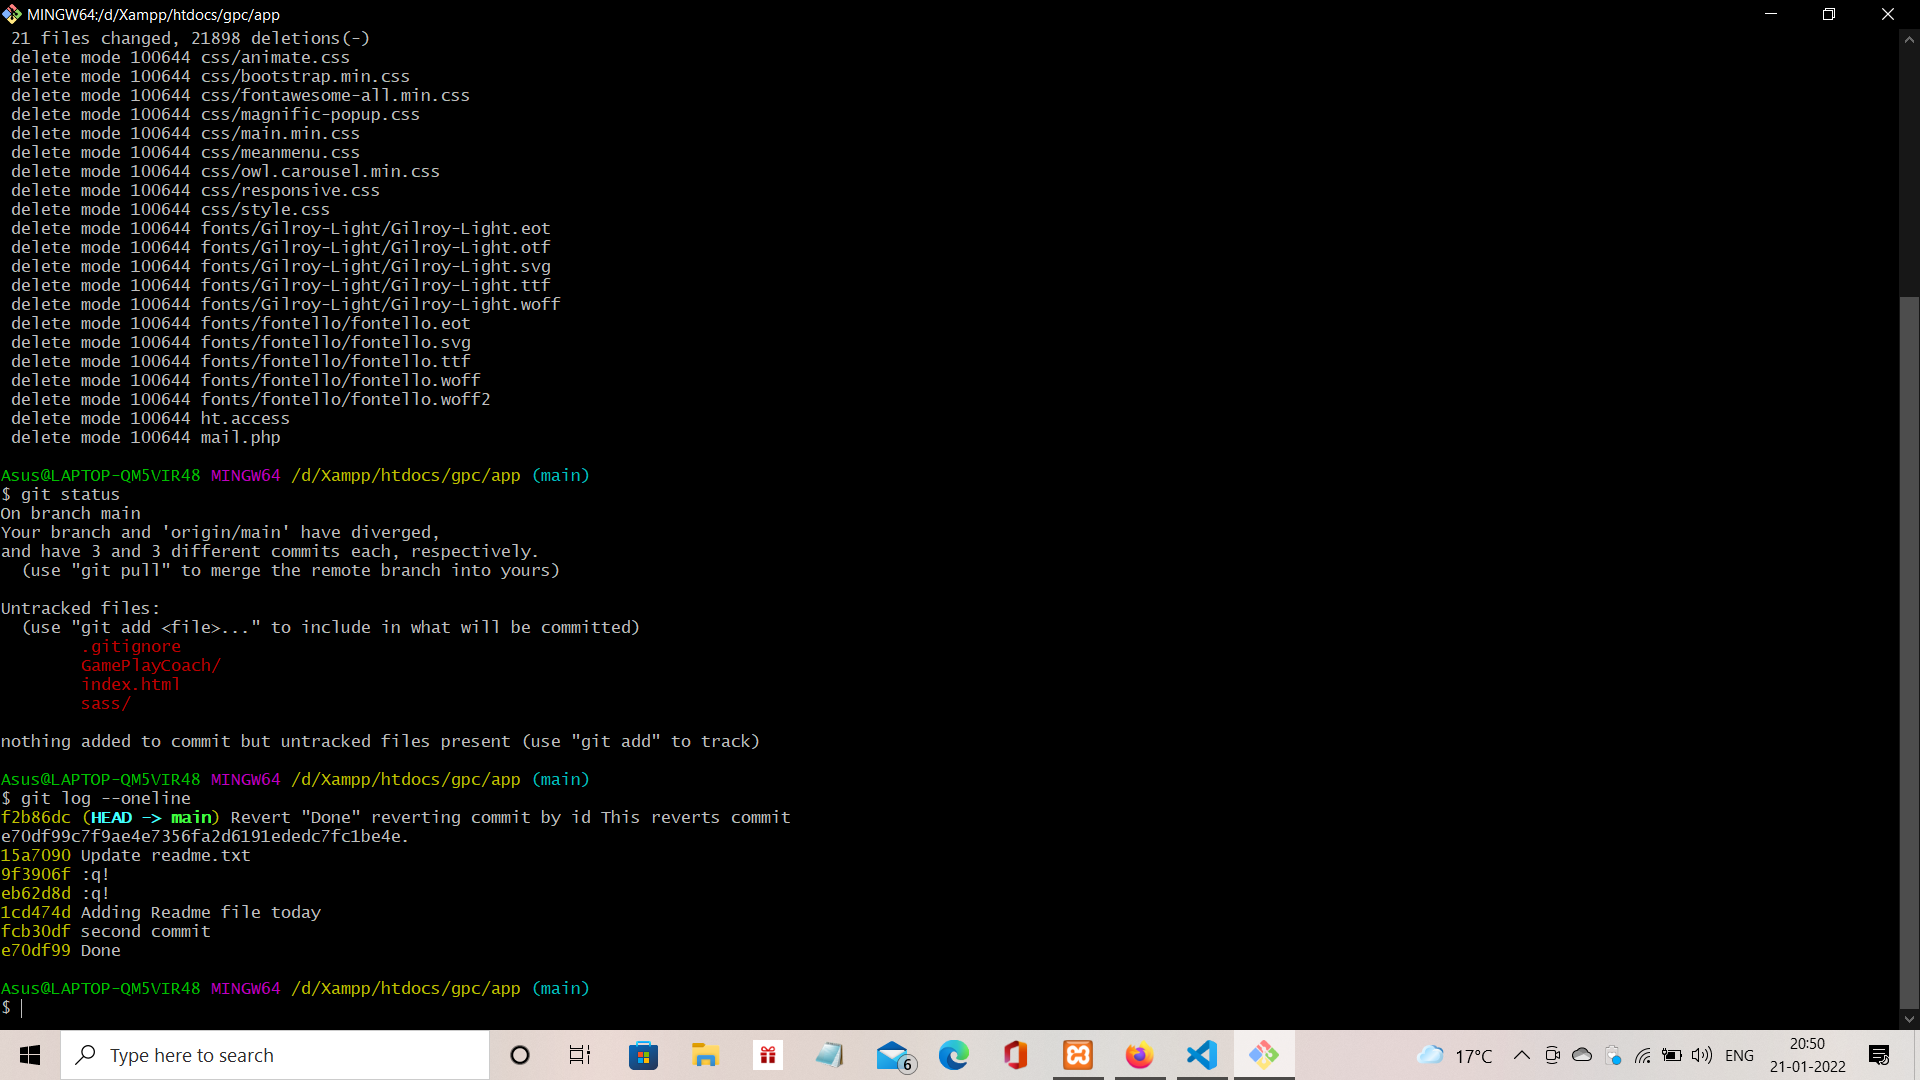 MINGW64:/d/Xampp/htdocs/gpc/app
21 files changed, 21898 deletions(-)
delete mode 100644 css/animate.css
delete mode 100644 css/bootstrap.min.css
delete mode 100644 css/fontawesome-all.min.css
delete mode 100644 css/magnific-popup.css
delete mode 100644 css/main.min.css
delete mode 100644 css/meanmenu.css
delete mode 100644 css/owl.carousel.min.css
delete mode 100644 css/responsive.css
delete mode 100644 css/style.css
delete mode 100644 fonts/Gilroy-Light/Gilroy-Light.eot
delete mode 100644 fonts/Gilroy-Light/Gilroy-Light.otf
delete mode 100644 fonts/Gilroy-Light/Gilroy-Light.svg
delete mode 100644 fonts/Gilroy-Light/Gilroy-Light.ttf
delete mode 100644 fonts/Gilroy-Light/Gilroy-Light.woff
delete mode 100644 fonts/fontello/fontello.eot
delete mode 100644 fonts/fontello/fontello.svg
delete mode 100644 fonts/fontello/fontello.ttf
delete mode 100644 fonts/fontello/fontello.woff
delete mode 100644 fonts/fontello/fontello.woff2
delete mode 100644 ht.access
delete mode 100644 mail.php
Asus@LAPTOP-QM5VIR48 MINGW64 /d/Xampp/htdocs/gpc/app (main)
$ git status
On branch main
Your branch and 'origin/main' have diverged,
and have 3 and 3 different commits each, respectively.
(use "git pull" to merge the remote branch into yours)
Untracked files:
(use "git add <file>..." to include in what will be committed)
.gitignore
GamePlayCoach/
index.html
sass/
nothing added to commit but untracked files present (use "git add" to track)
Asus@LAPTOP-QM5VIR48 MINGW64 /d/Xampp/htdocs/gpc/app (main)
$ git log --oneline
f2b86dc (HEAD -> main) Revert "Done" reverting commit by id This reverts commit
e70df99c7f9ae4e7356fa2d6191ededc7fc1be4e.
15a7090 Update readme.txt
9f3906f :q!
eb62d8d :q!
1cd474d Adding Readme file today
fcb30df second commit
e70df99 Done
Asus@LAPTOP-QM5VIR48 MINGW64 /d/Xampp/htdocs/gpc/app (main)
$
Type here to search
6
17°C
ENG
20:50
21-01-2022
3